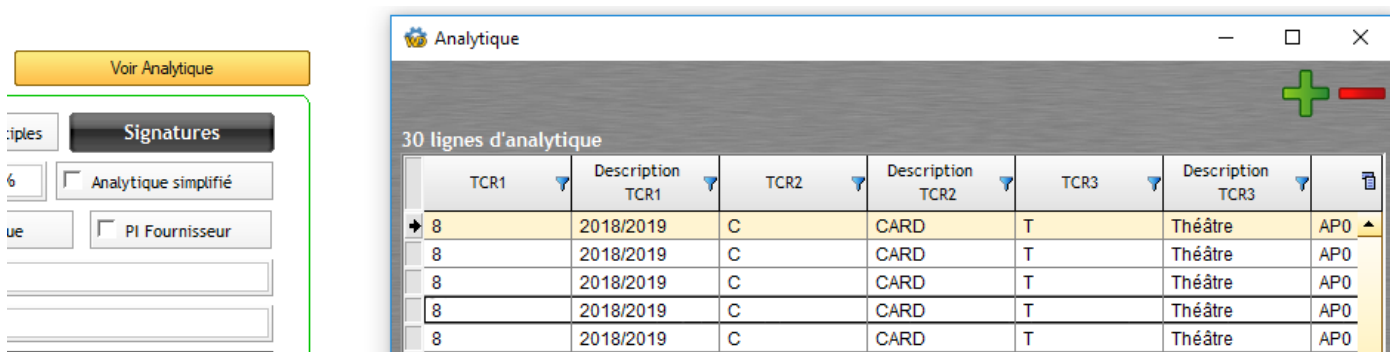 Voir Analytique
tiples
Signatures
%
Analytique simplifié
ue
PI Fournisseur
Analytique
30 lignes d'analytique
TCR1 Description TCR1 TCR2 Description TCR2 TCR3 Description TCR3
8 2018/2019 C CARD T Théâtre AP0
8 2018/2019 C CARD T Théâtre AP0
8 2018/2019 C CARD T Théâtre AP0
8 2018/2019 C CARD T Théâtre AP0
8 2018/2019 C CARD T Théâtre AP0